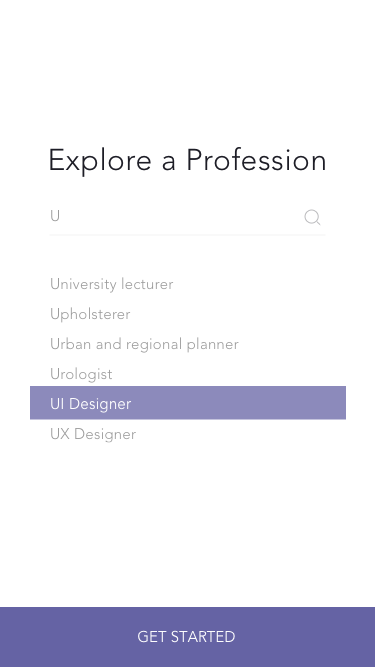 Explore a Profession
U
University lecturer
Upholsterer
Urban and regional planner
Urologist
UI Designer
UX Designer
GET STARTED